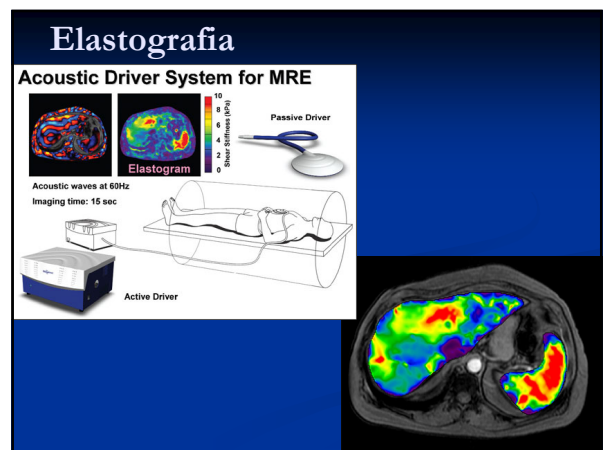 Elastografia
Acoustic Driver System for MRE
10
8
6
4
2
0
Shear Stiffness (kPa)
Elastogram
Passive Driver
Acoustic waves at 60Hz
Imaging time: 15 sec
Active Driver